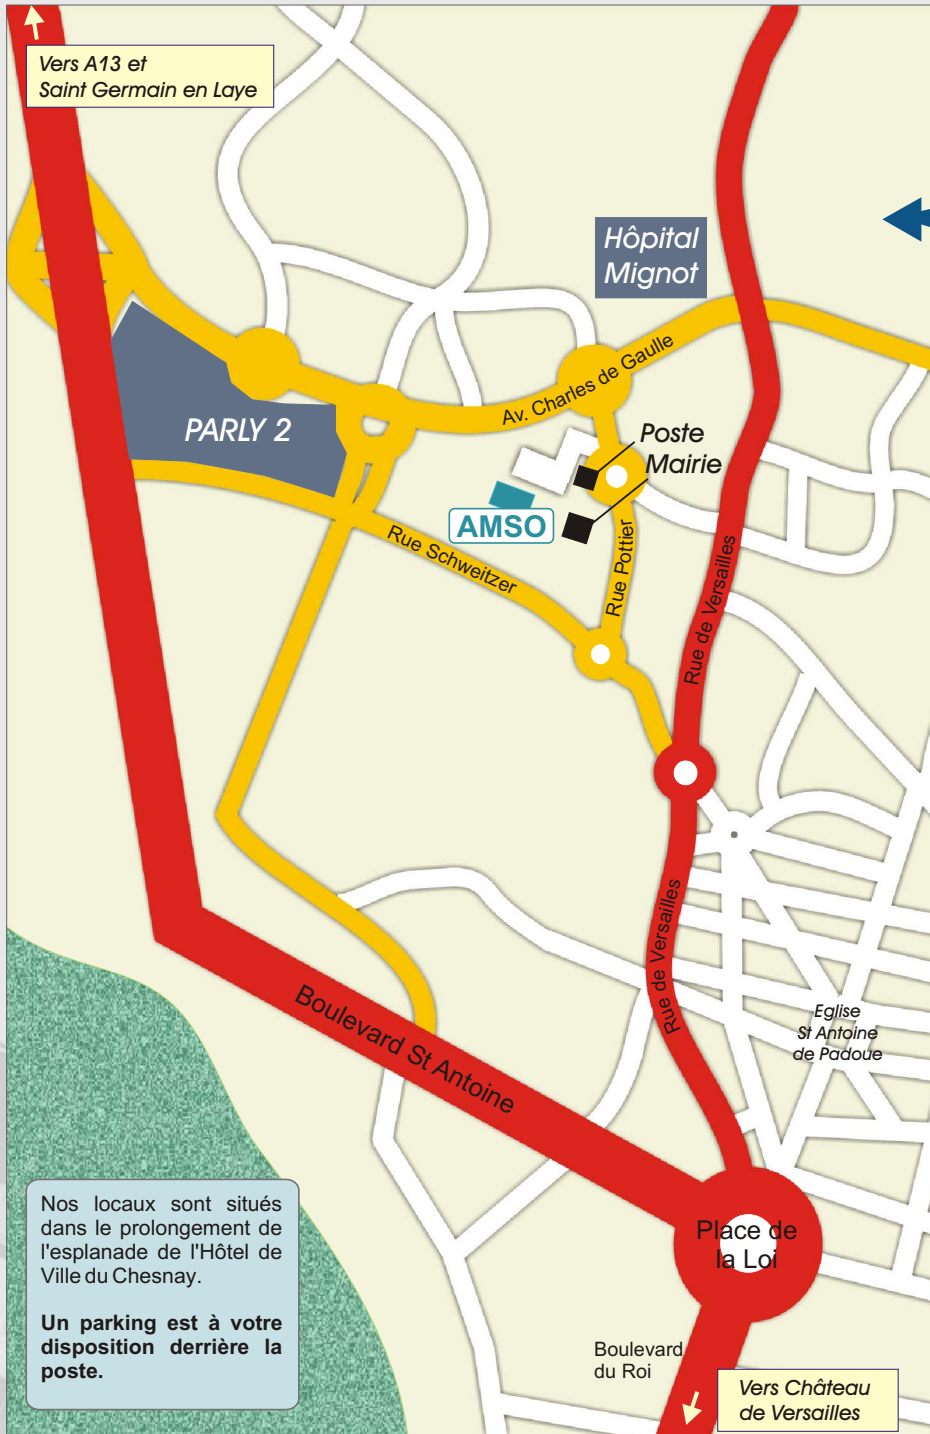 Vers A13 et
Saint Germain en Laye
Hôpital
Mignot
Av. Charles de Gaulle
PARLY 2
Poste
Mairie
AMSO
Rue Schweitzer
Rue Pottier
Rue de Versailles
Rue de Versailles
Eglise
St Antoine
de Padoue
Boulevard St Antoine
Nos locaux sont situés
dans le prolongement de
l'esplanade de l'Hôtel de
Ville du Chesnay.
Un parking est à votre
disposition derrière la
poste.
Place de
la Loi
Boulevard
du Roi
Vers Château
de Versailles